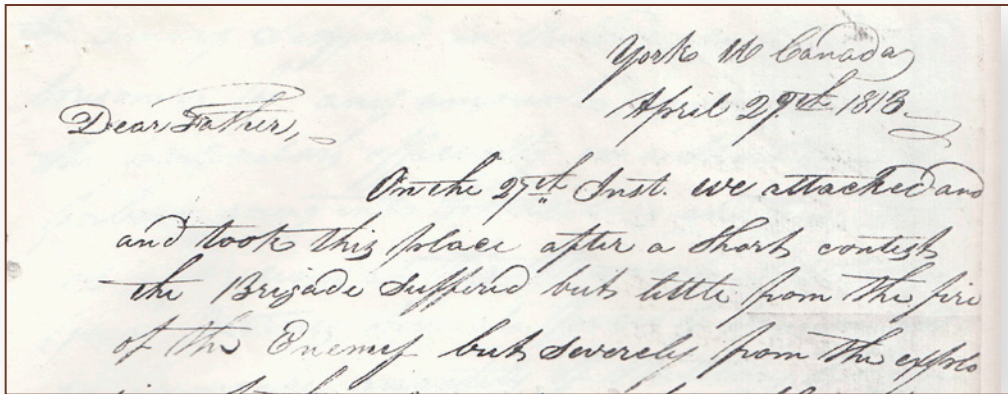 York U Canada
April 29th 1813
Dear Father,
On the 27th Inst. we attacked and
and took this place after a short contest
the Brigade suffered but little from the fire
of the Enemy but severely from the explo